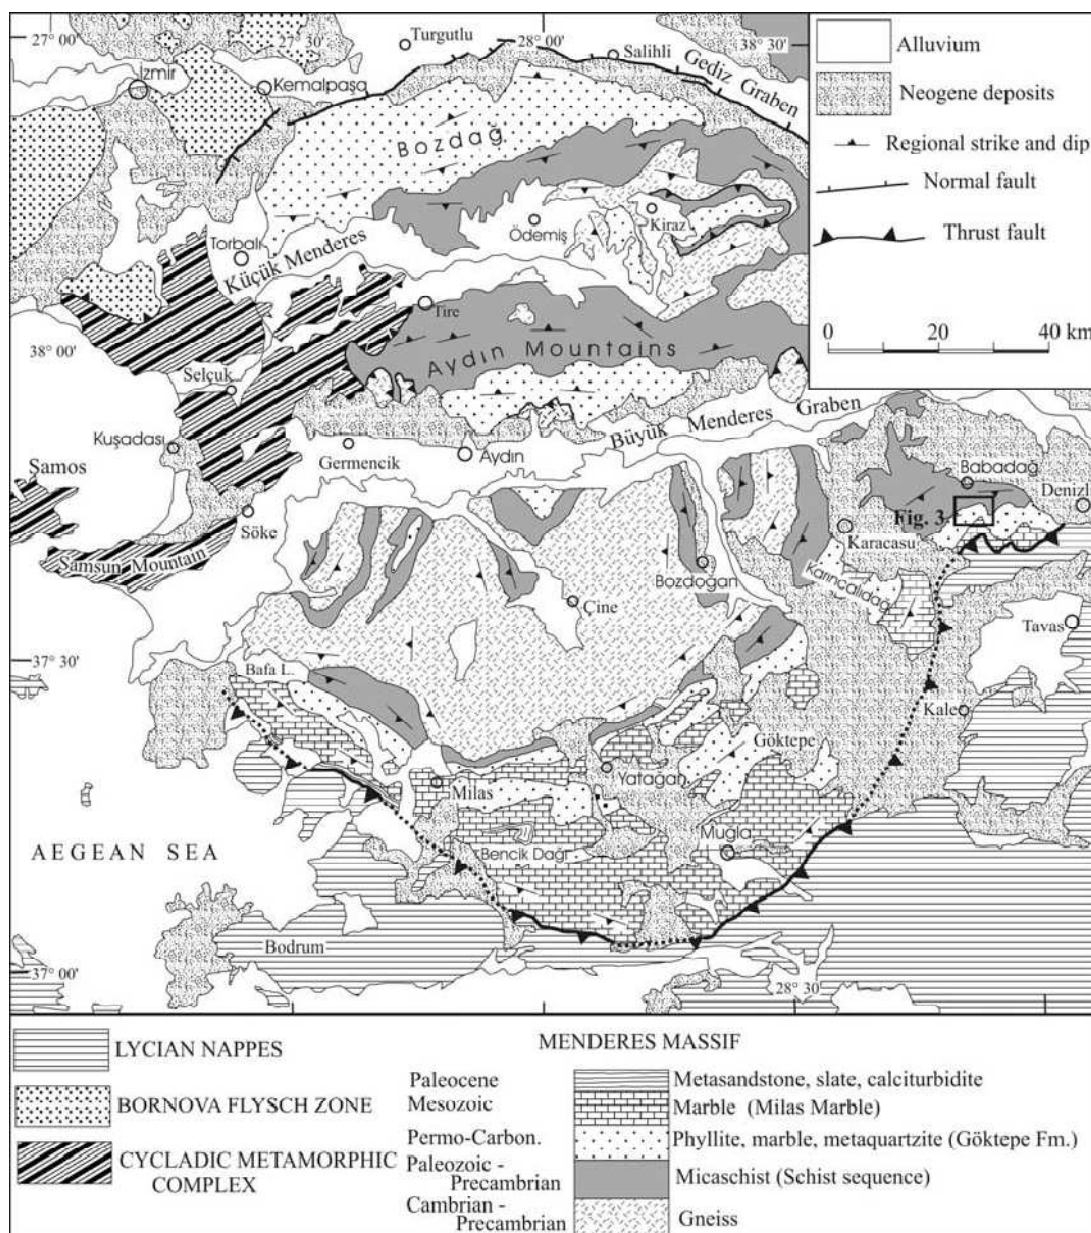 27° 00'
27° 30'
Turgutlu
28° 00'
Salihli
38° 30'
İzmir
Kemalpaşa
Gediz Graben
Bozdağ
Ödemiş
Kiraz
Torbalı
Küçük Menderes
Tire
38° 00'
Aydın Mountains
Selçuk
Kuşadası
Germencik
Aydın
Büyük Menderes Graben
Samos
Söke
Samsun Mountain
Babadağ
Denizli
Fig. 3
Karacasu
Karıncalıdağ
Bozdoğan
Çine
Tavas
37° 30'
Bafa L.
Kale
Göktepe
Yatağan
Milas
Muğla
AEGEAN SEA
Bencik Dağı
Bodrum
37° 00'
28° 30'
Alluvium
Neogene deposits
Regional strike and dip
Normal fault
Thrust fault
0 20 40 km
LYCIAN NAPPES
BORNOVA FLYSCH ZONE
CYCLADIC METAMORPHIC
COMPLEX
MENDERES MASSIF
Paleocene Metasandstone, slate, calciturbidite
Mesozoic Marble (Milas Marble)
Permo-Carbon. Phyllite, marble, metaquartzite (Göktepe Fm.)
Paleozoic -
Precambrian Micaschist (Schist sequence)
Cambrian -
Precambrian Gneiss